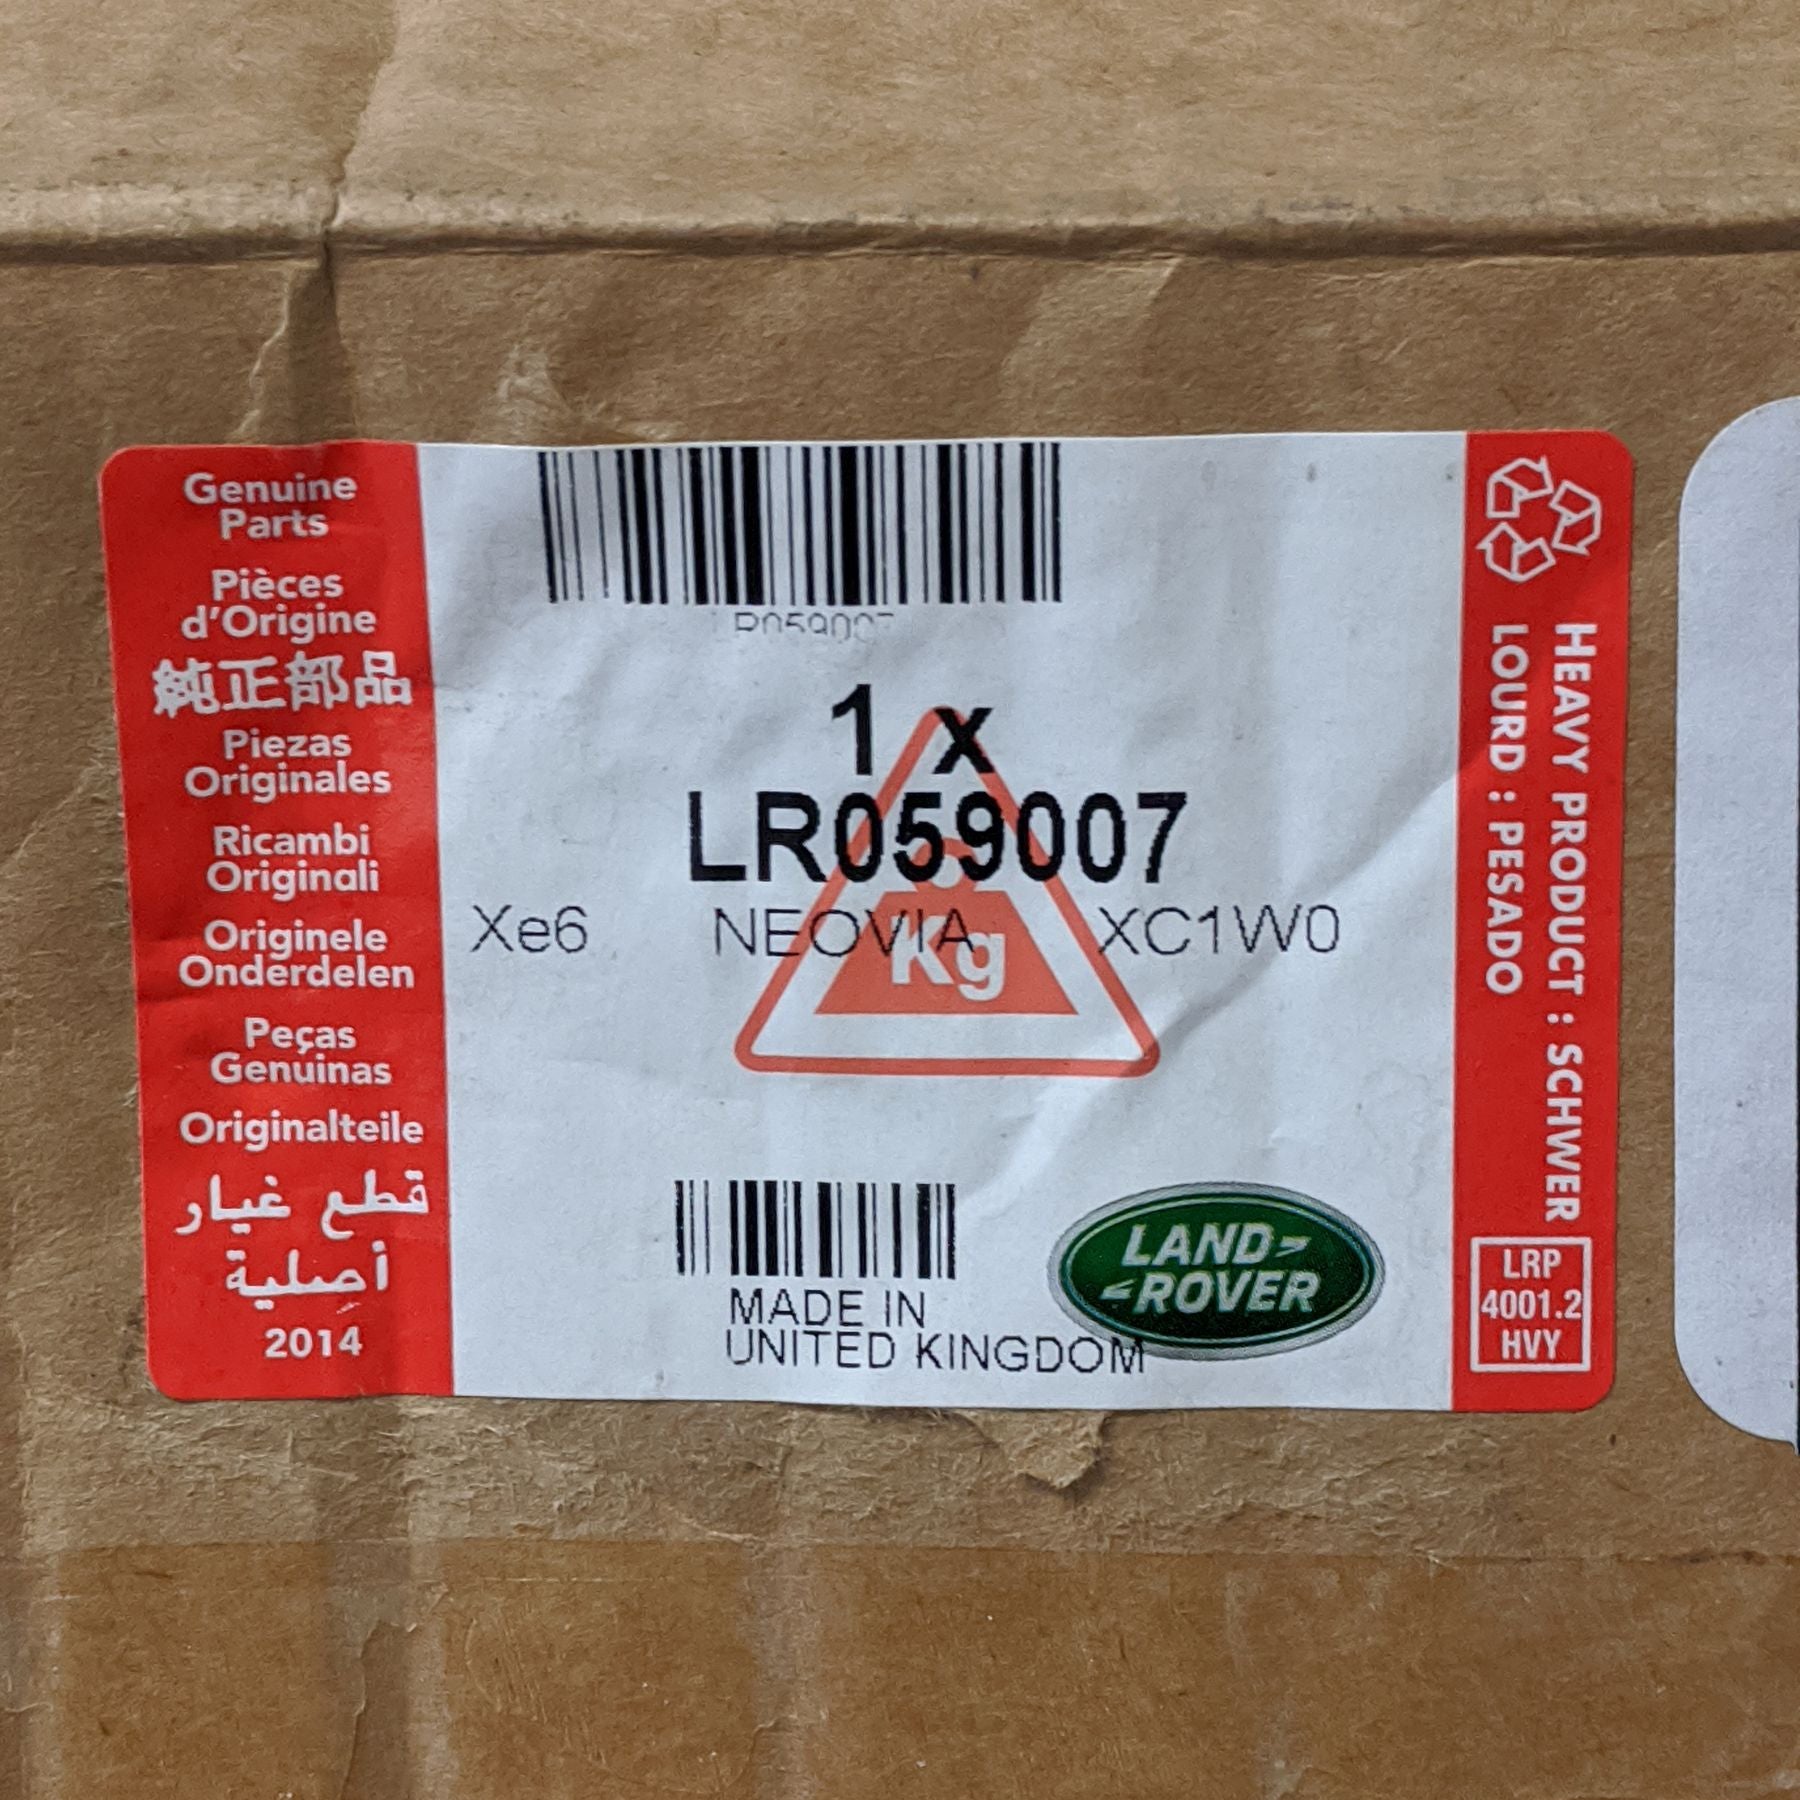 Genuine
Parts
Pièces
d'Origine
純正部品
Piezas
Originales
Ricambi
Originali
Originele
Onderdelen
Peças
Genuinas
Originalteile
قطع غيار
أصلية
2014
LR059007
1 x
LR059007
Xe6 NEOVIA XC1W0
Kg
MADE IN
UNITED KINGDOM
LAND-
ROVER
HEAVY PRODUCT : SCHWER
LOURD : PESADO
LRP
4001.2
HVY